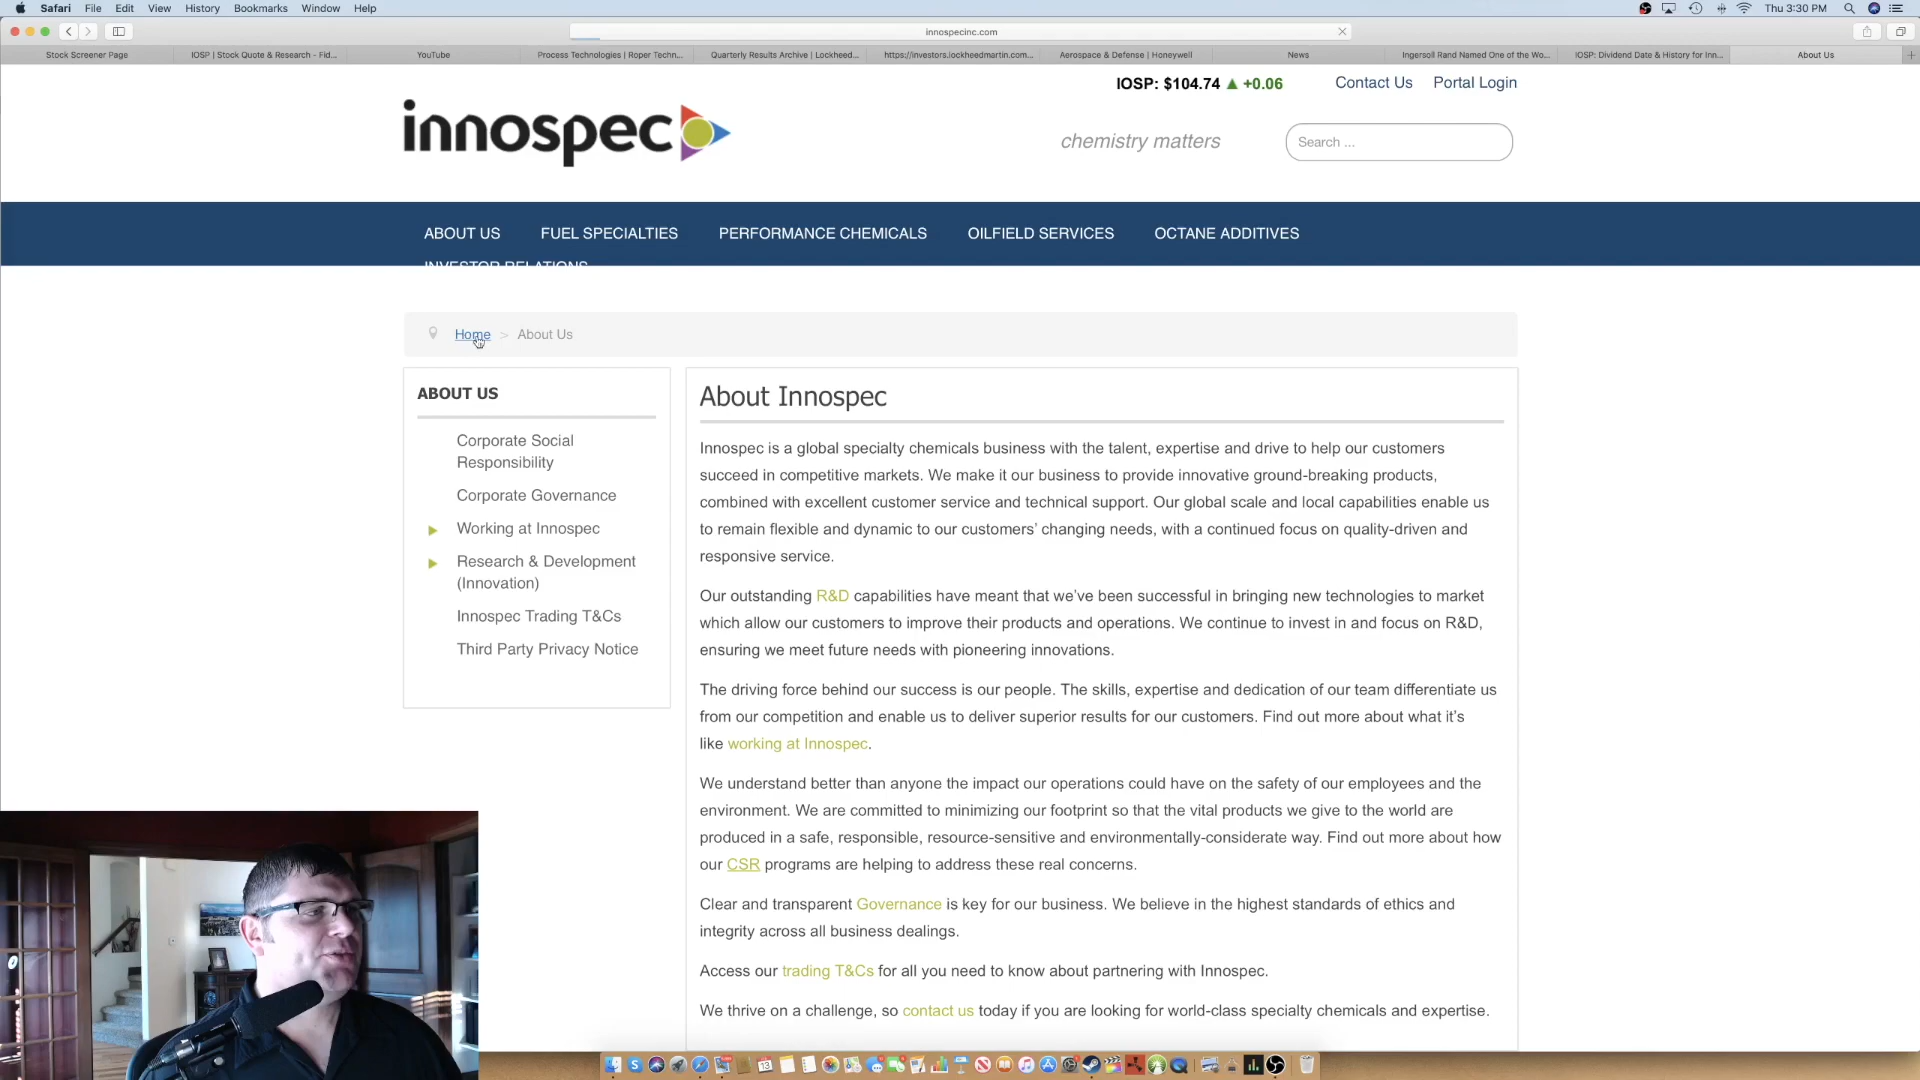 Safari File Edit View History Bookmarks Window Help Thu 3:30 PM
innospecinc.com
Stock Screener Page IOSP | Stock Quote & Research - Fid... YouTube Process Technologies | Roper Techn... Quarterly Results Archive | Lockheed... https://investors.lockheedmartin.com... Aerospace & Defense | Honeywell News Ingersoll Rand Named One of the Wo... IOSP: Dividend Date & History for Inn... About Us
IOSP: $104.74 ▲ +0.06 Contact Us Portal Login
innospec
chemistry matters
Search ...
ABOUT US FUEL SPECIALTIES PERFORMANCE CHEMICALS OILFIELD SERVICES OCTANE ADDITIVES
INVESTOR RELATIONS
Home > About Us
ABOUT US
Corporate Social
Responsibility
Corporate Governance
Working at Innospec
Research & Development
(Innovation)
Innospec Trading T&Cs
Third Party Privacy Notice
About Innospec
Innospec is a global specialty chemicals business with the talent, expertise and drive to help our customers
succeed in competitive markets. We make it our business to provide innovative ground-breaking products,
combined with excellent customer service and technical support. Our global scale and local capabilities enable us
to remain flexible and dynamic to our customers’ changing needs, with a continued focus on quality-driven and
responsive service.
Our outstanding R&D capabilities have meant that we’ve been successful in bringing new technologies to market
which allow our customers to improve their products and operations. We continue to invest in and focus on R&D,
ensuring we meet future needs with pioneering innovations.
The driving force behind our success is our people. The skills, expertise and dedication of our team differentiate us
from our competition and enable us to deliver superior results for our customers. Find out more about what it’s
like working at Innospec.
We understand better than anyone the impact our operations could have on the safety of our employees and the
environment. We are committed to minimizing our footprint so that the vital products we give to the world are
produced in a safe, responsible, resource-sensitive and environmentally-considerate way. Find out more about how
our CSR programs are helping to address these real concerns.
Clear and transparent Governance is key for our business. We believe in the highest standards of ethics and
integrity across all business dealings.
Access our trading T&Cs for all you need to know about partnering with Innospec.
We thrive on a challenge, so contact us today if you are looking for world-class specialty chemicals and expertise.